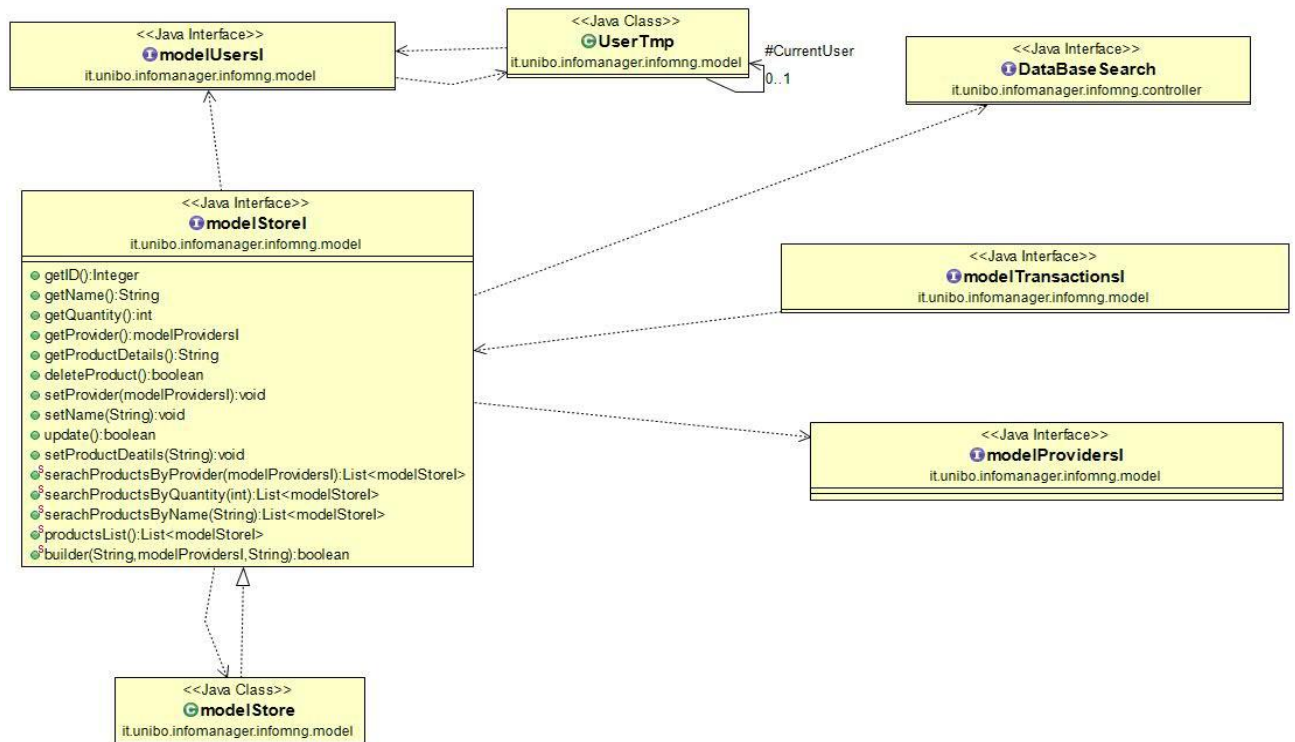 <<Java Interface>>
modelUsersI
it.unibo.infomanager.infomng.model
<<Java Class>>
UserTmp
it.unibo.infomanager.infomng.model
#CurrentUser
0..1
<<Java Interface>>
DataBaseSearch
it.unibo.infomanager.infomng.controller
<<Java Interface>>
modelStoreI
it.unibo.infomanager.infomng.model
getID():Integer
getName():String
getQuantity():int
getProvider():modelProvidersI
getProductDetails():String
deleteProduct():boolean
setProvider(modelProvidersI):void
setName(String):void
update():boolean
setProductDeatils(String):void
serachProductsByProvider(modelProvidersI):List<modelStoreI>
searchProductsByQuantity(int):List<modelStoreI>
serachProductsByName(String):List<modelStoreI>
productsList():List<modelStoreI>
builder(String,modelProvidersI,String):boolean
<<Java Interface>>
modelTransactionsI
it.unibo.infomanager.infomng.model
<<Java Interface>>
modelProvidersI
it.unibo.infomanager.infomng.model
<<Java Class>>
modelStore
it.unibo.infomanager.infomng.model